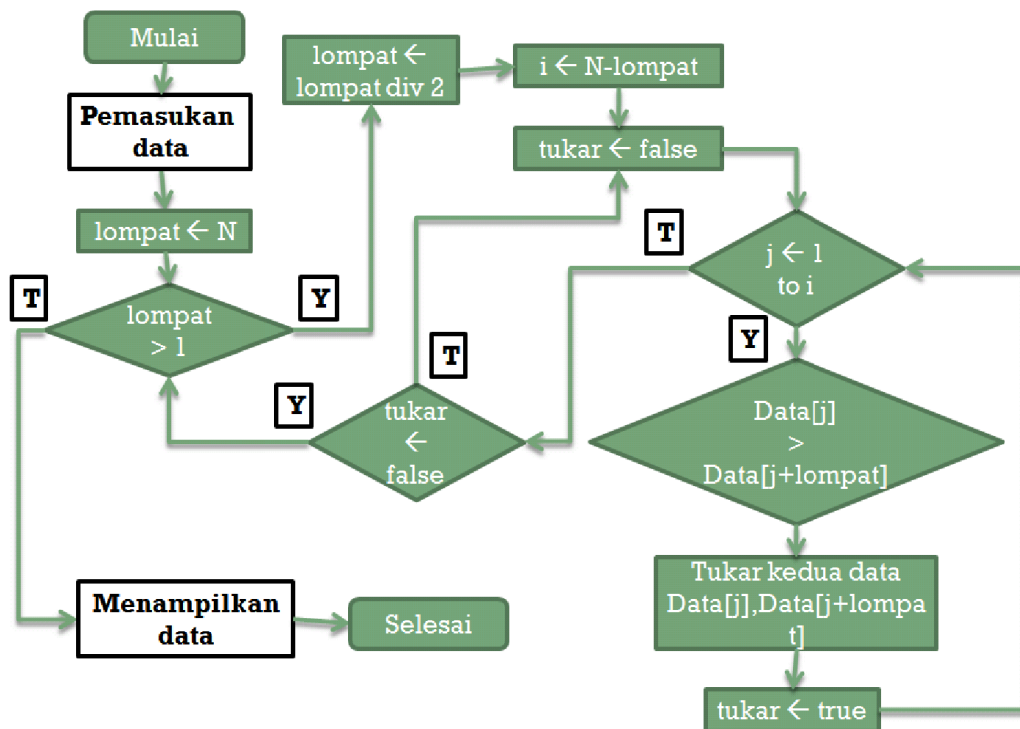 Mulai
Pemasukan
data
lompat ← N
T
lompat
> 1
Y
lompat ←
lompat div 2
i ← N-lompat
tukar ← false
T
j ← 1
to i
Y
Data[j]
>
Data[j+lompat]
Tukar kedua data
Data[j],Data[j+lompa
t]
tukar ← true
T
Y
tukar
←
false
Menampilkan
data
Selesai